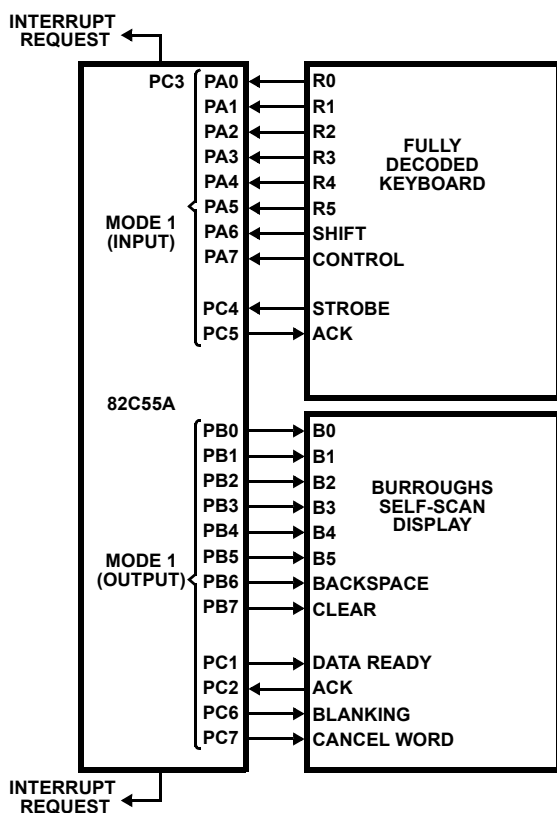 INTERRUPT
REQUEST
PC3 PA0 R0
PA1 R1
PA2 R2
PA3 R3
PA4 R4
PA5 R5
PA6 SHIFT
PA7 CONTROL
MODE 1
(INPUT)
FULLY
DECODED
KEYBOARD
PC4 STROBE
PC5 ACK
82C55A
PB0 B0
PB1 B1
PB2 B2
PB3 B3
PB4 B4
PB5 B5
PB6 BACKSPACE
PB7 CLEAR
MODE 1
(OUTPUT)
BURROUGHS
SELF-SCAN
DISPLAY
PC1 DATA READY
PC2 ACK
PC6 BLANKING
PC7 CANCEL WORD
INTERRUPT
REQUEST